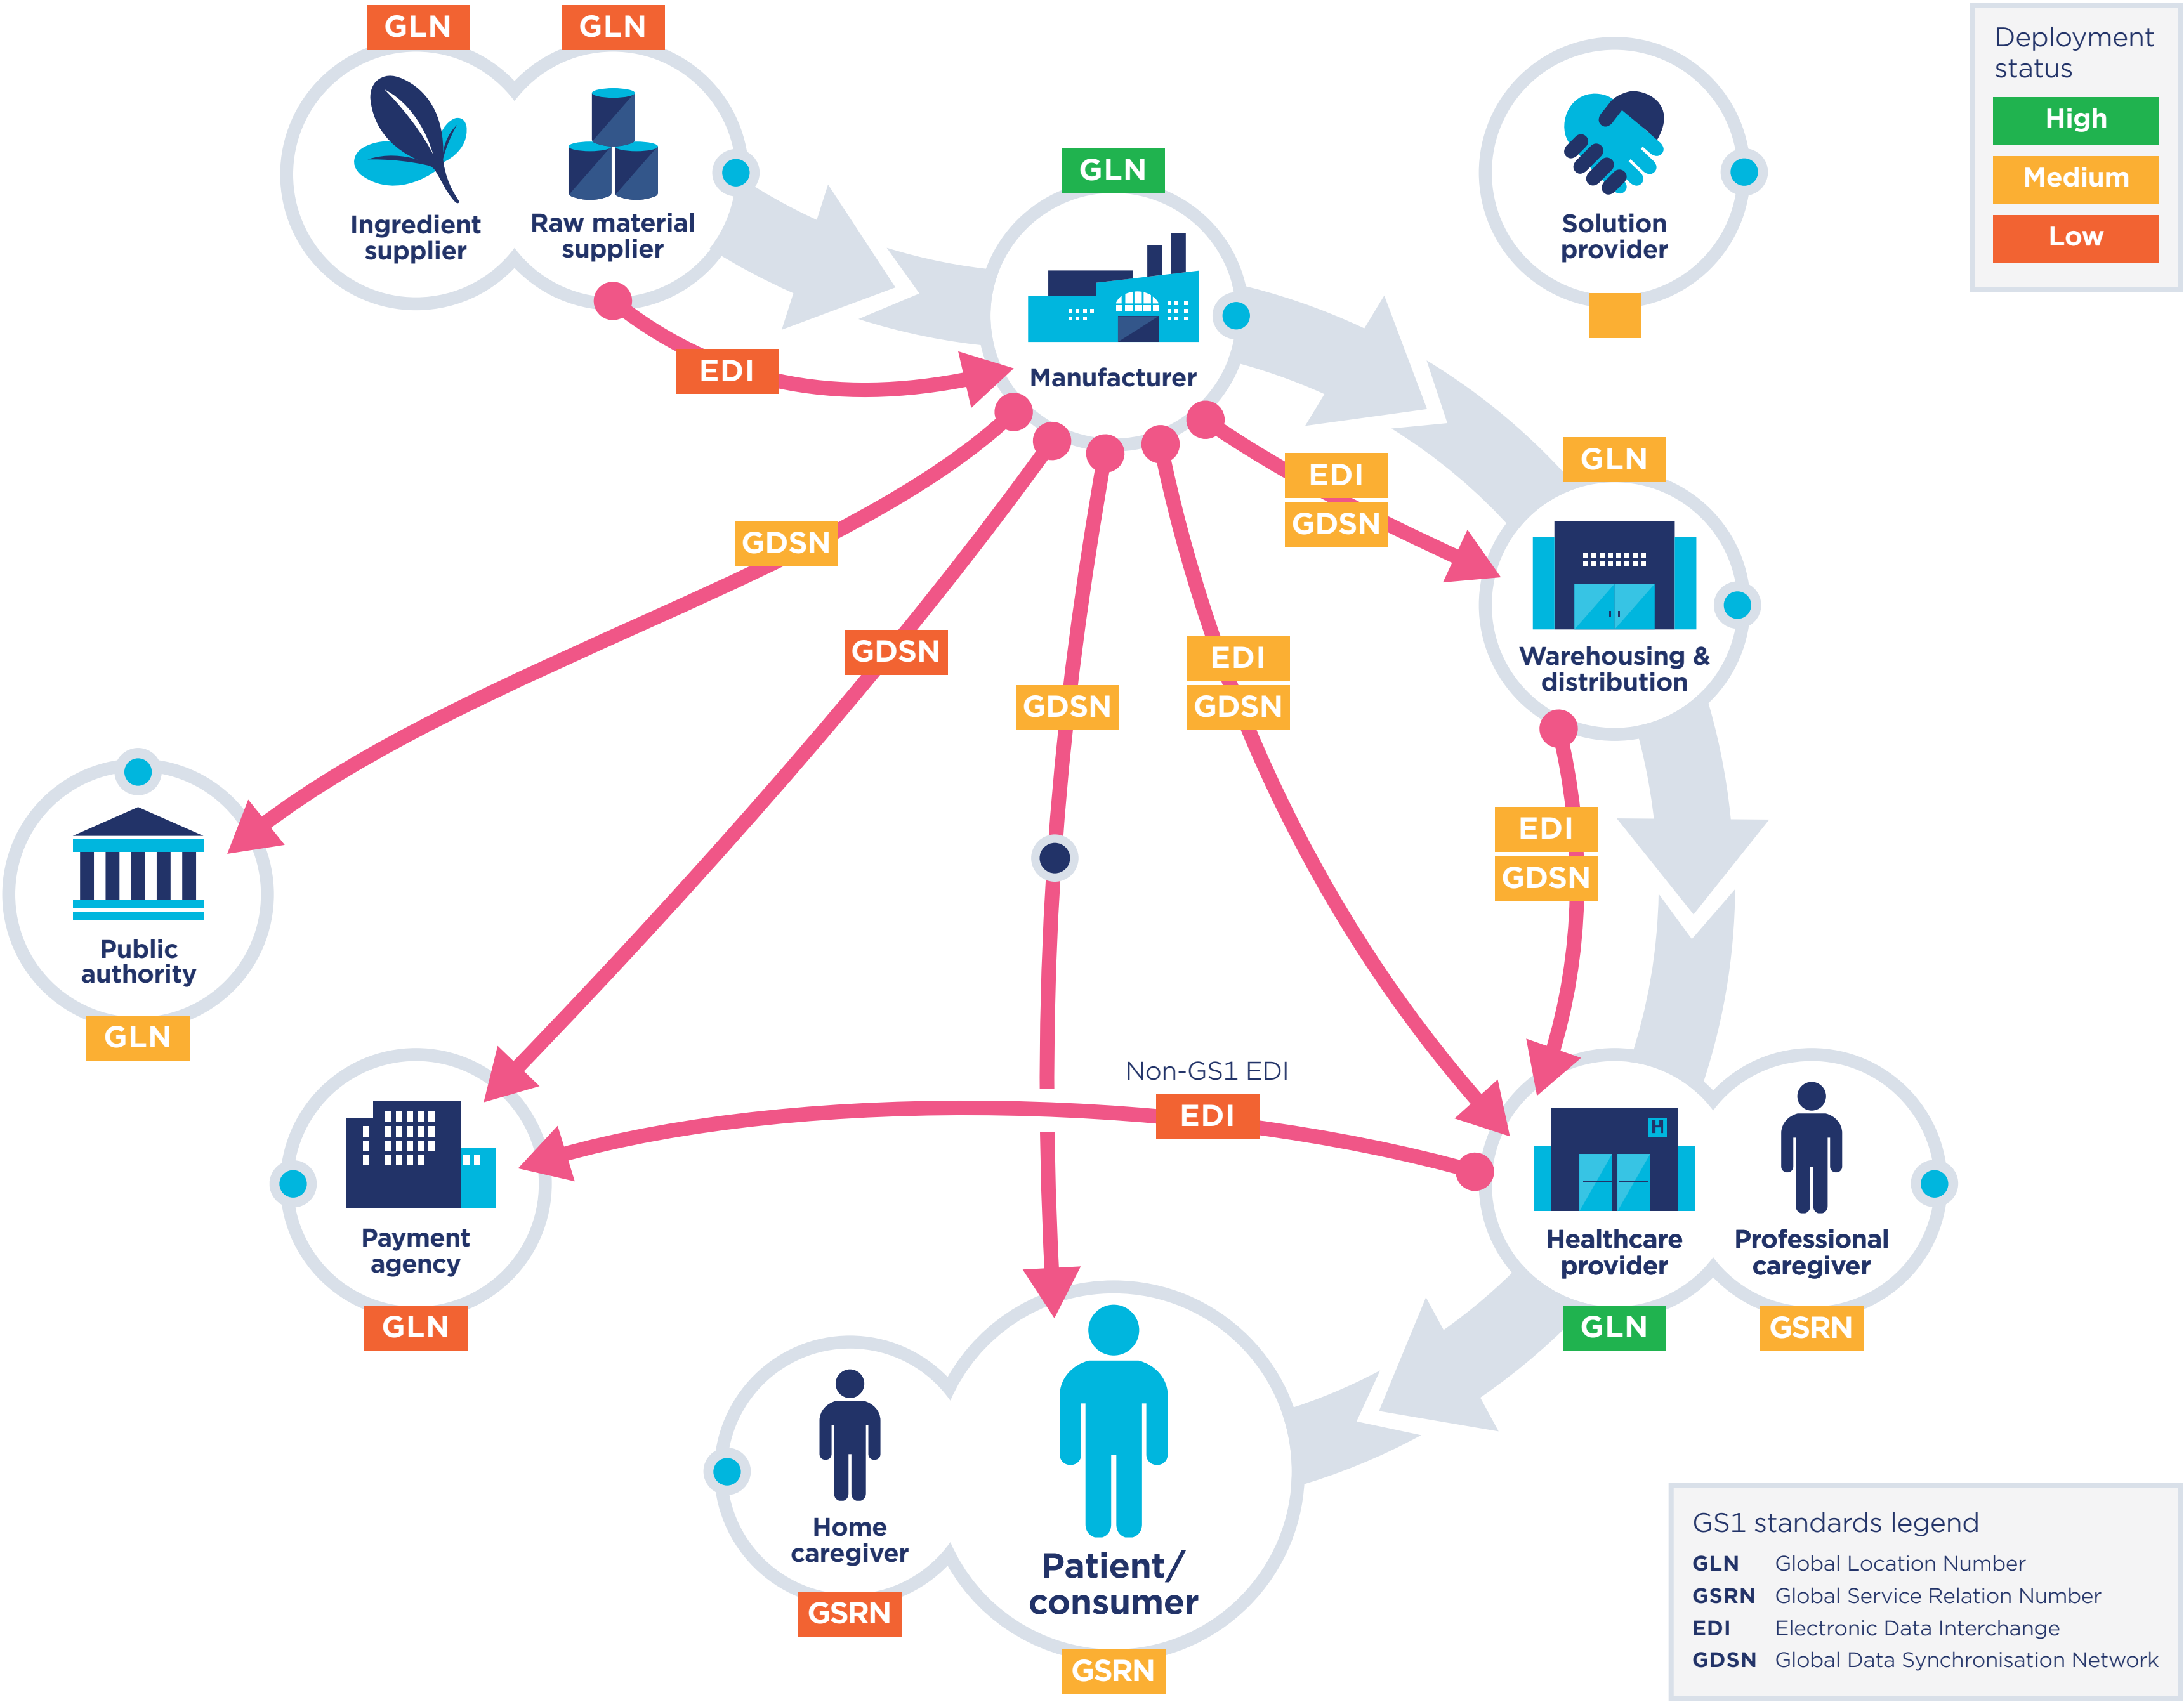 GLN
GLN
Ingredient
supplier
Raw material
supplier
GLN
Manufacturer
Solution
provider
Deployment
status
High
Medium
Low
EDI
EDI
GDSN
GLN
Warehousing &
distribution
GDSN
GDSN
GDSN
EDI
GDSN
EDI
GDSN
Public
authority
GLN
Non-GS1 EDI
EDI
Payment
agency
GLN
H
Healthcare
provider
GLN
Professional
caregiver
GSRN
Home
caregiver
GSRN
Patient/
consumer
GSRN
GS1 standards legend
GLN Global Location Number
GSRN Global Service Relation Number
EDI Electronic Data Interchange
GDSN Global Data Synchronisation Network